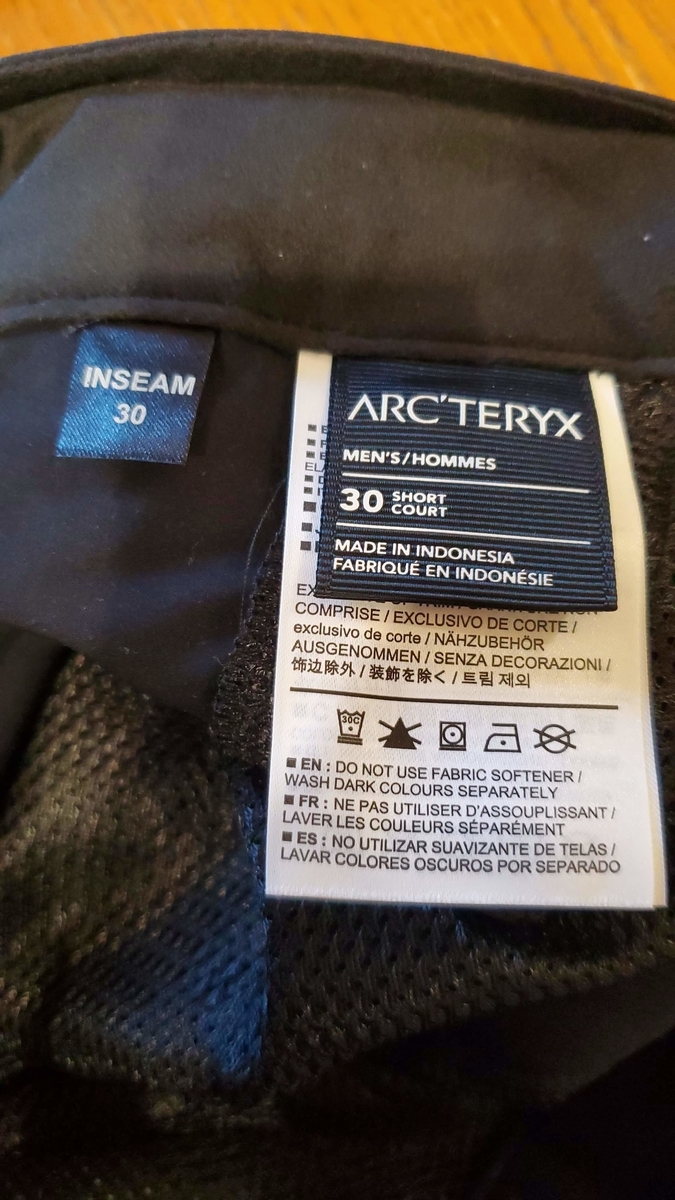 INSEAM
30
ARC'TERYX
MEN'S/HOMMES
30 SHORT
COURT
MADE IN INDONESIA
FABRIQUÉ EN INDONÉSIE
COMPRISE / EXCLUSIVO DE CORTE /
exclusivo de corte / NÄHZUBEHÖR
AUSGENOMMEN / SENZA DECORAZIONI /
饰边除外 / 装飾を除く / 트림 제외
30C
■ EN : DO NOT USE FABRIC SOFTENER /
WASH DARK COLOURS SEPARATELY
■ FR : NE PAS UTILISER D'ASSOUPLISSANT /
LAVER LES COULEURS SÉPARÉMENT
■ ES : NO UTILIZAR SUAVIZANTE DE TELAS /
LAVAR COLORES OSCUROS POR SEPARADO